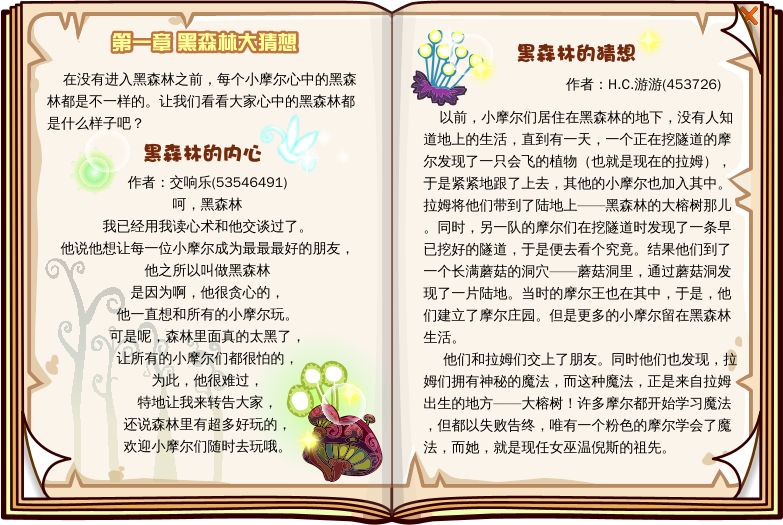 第一章 黑森林大猜想
在没有进入黑森林之前，每个小摩尔心中的黑森
林都是不一样的。让我们看看大家心中的黑森林都
是什么样子吧？
黑森林的内心
作者：交响乐(53546491)
呵，黑森林
我已经用我读心术和他交谈过了。
他说他想让每一位小摩尔成为最最最好的朋友，
他之所以叫做黑森林
是因为啊，他很贪心的，
他一直想和所有的小摩尔玩。
可是呢，森林里面真的太黑了，
让所有的小摩尔们都很怕的，
为此，他很难过，
特地让我来转告大家，
还说森林里有超多好玩的，
欢迎小摩尔们随时去玩哦。
黑森林的猜想
作者：H.C.游游(453726)
以前，小摩尔们居住在黑森林的地下，没有人知
道地上的生活，直到有一天，一个正在挖隧道的摩
尔发现了一只会飞的植物（也就是现在的拉姆），
于是紧紧地跟了上去，其他的小摩尔也加入其中。
拉姆将他们带到了陆地上——黑森林的大榕树那儿
。同时，另一队的摩尔们在挖隧道时发现了一条早
已挖好的隧道，于是便去看个究竟。结果他们到了
一个长满蘑菇的洞穴——蘑菇洞里，通过蘑菇洞发
现了一片陆地。当时的摩尔王也在其中，于是，他
们建立了摩尔庄园。但是更多的小摩尔留在黑森林
生活。
他们和拉姆们交上了朋友。同时他们也发现，拉
姆们拥有神秘的魔法，而这种魔法，正是来自拉姆
出生的地方——大榕树！许多摩尔都开始学习魔法
，但都以失败告终，唯有一个粉色的摩尔学会了魔
法，而她，就是现任女巫温倪斯的祖先。